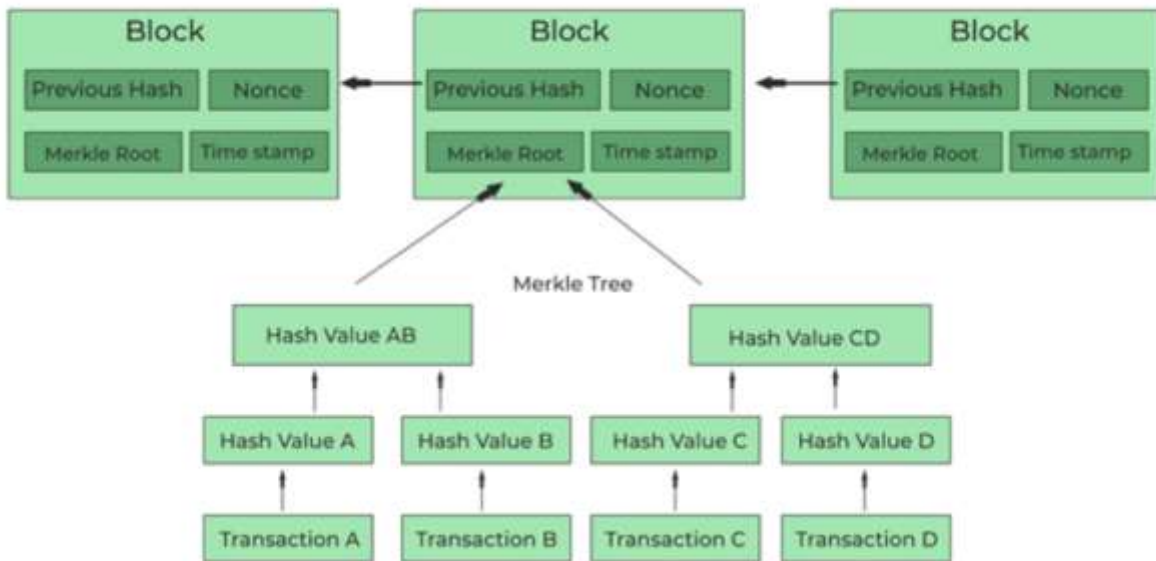 Block Block Block
Previous Hash Nonce Previous Hash Nonce Previous Hash Nonce
Merkle Root Time stamp Merkle Root Time stamp Merkle Root Time stamp
Merkle Tree
Hash Value AB Hash Value CD
Hash Value A Hash Value B Hash Value C Hash Value D
Transaction A Transaction B Transaction C Transaction D